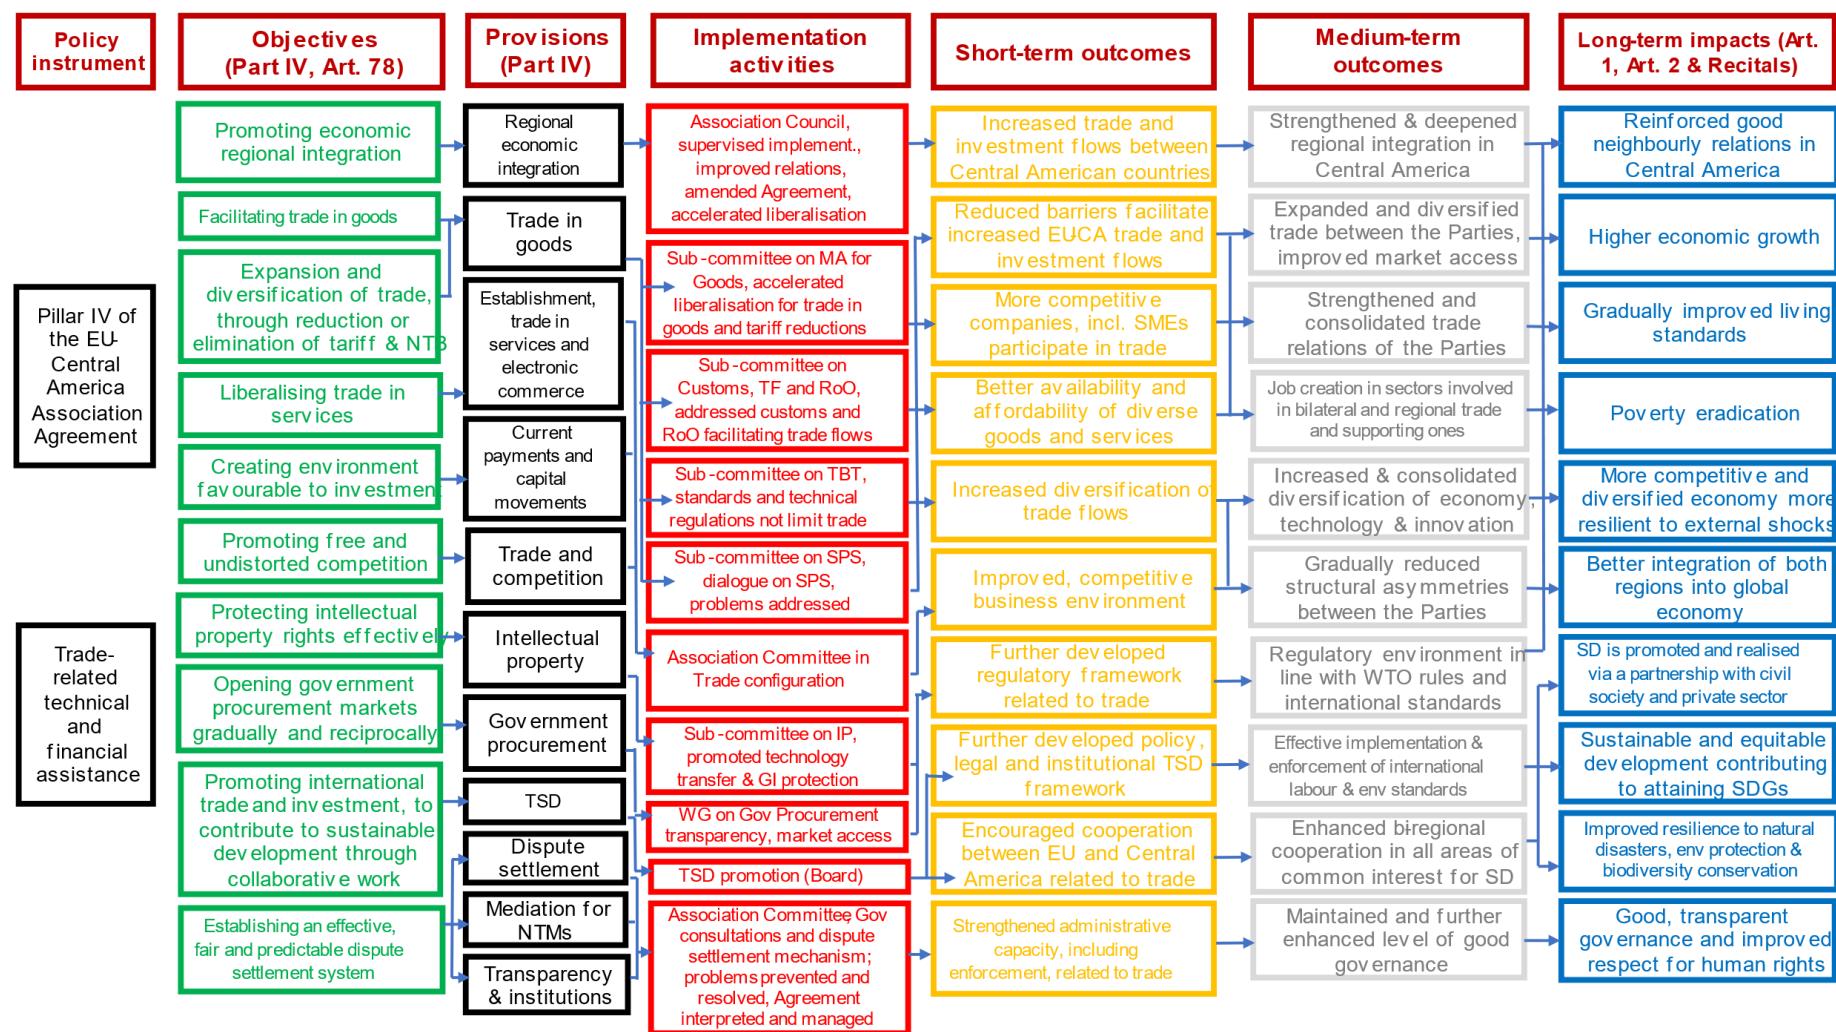 Policy
instrument
Objectives
(Part IV, Art. 78)
Provisions
(Part IV)
Implementation
activities
Short-term outcomes
Medium-term
outcomes
Long-term impacts (Art.
1, Art. 2 & Recitals)
Pillar IV of
the EU-
Central
America
Association
Agreement
Trade-
related
technical
and
financial
assistance
Promoting economic
regional integration
Facilitating trade in goods
Expansion and
diversification of trade,
through reduction or
elimination of tariff & NTB
Liberalising trade in
services
Creating environment
favourable to investment
Promoting free and
undistorted competition
Protecting intellectual
property rights effectively
Opening government
procurement markets
gradually and reciprocally
Promoting international
trade and investment, to
contribute to sustainable
development through
collaborative work
Establishing an effective,
fair and predictable dispute
settlement system
Regional
economic
integration
Trade in
goods
Establishment,
trade in
services and
electronic
commerce
Current
payments and
capital
movements
Trade and
competition
Intellectual
property
Government
procurement
TSD
Dispute
settlement
Mediation for
NTMs
Transparency
& institutions
Association Council,
supervised implement.,
improved relations,
amended Agreement,
accelerated liberalisation
Sub-committee on MA for
Goods, accelerated
liberalisation for trade in
goods and tariff reductions
Sub-committee on
Customs, TF and RoO,
addressed customs and
RoO facilitating trade flows
Sub-committee on TBT,
standards and technical
regulations not limit trade
Sub-committee on SPS,
dialogue on SPS,
problems addressed
Association Committee in
Trade configuration
Sub-committee on IP,
promoted technology
transfer & GI protection
WG on Gov Procurement
transparency, market access
TSD promotion (Board)
Association Committee, Gov
consultations and dispute
settlement mechanism;
problems prevented and
resolved, Agreement
interpreted and managed
Increased trade and
investment flows between
Central American countries
Reduced barriers facilitate
increased EU-CA trade and
investment flows
More competitive
companies, incl. SMEs
participate in trade
Better availability and
affordability of diverse
goods and services
Increased diversification of
trade flows
Improved, competitive
business environment
Further developed
regulatory framework
related to trade
Further developed policy,
legal and institutional TSD
framework
Encouraged cooperation
between EU and Central
America related to trade
Strengthened administrative
capacity, including
enforcement, related to trade
Strengthened & deepened
regional integration in
Central America
Expanded and diversified
trade between the Parties,
improved market access
Strengthened and
consolidated trade
relations of the Parties
Job creation in sectors involved
in bilateral and regional trade
and supporting ones
Increased & consolidated
diversification of economy,
technology & innovation
Gradually reduced
structural asymmetries
between the Parties
Regulatory environment in
line with WTO rules and
international standards
Effective implementation &
enforcement of international
labour & env standards
Enhanced bi-regional
cooperation in all areas of
common interest for SD
Maintained and further
enhanced level of good
governance
Reinforced good
neighbourly relations in
Central America
Higher economic growth
Gradually improved living
standards
Poverty eradication
More competitive and
diversified economy more
resilient to external shocks
Better integration of both
regions into global
economy
SD is promoted and realised
via a partnership with civil
society and private sector
Sustainable and equitable
development contributing
to attaining SDGs
Improved resilience to natural
disasters, env protection &
biodiversity conservation
Good, transparent
governance and improved
respect for human rights